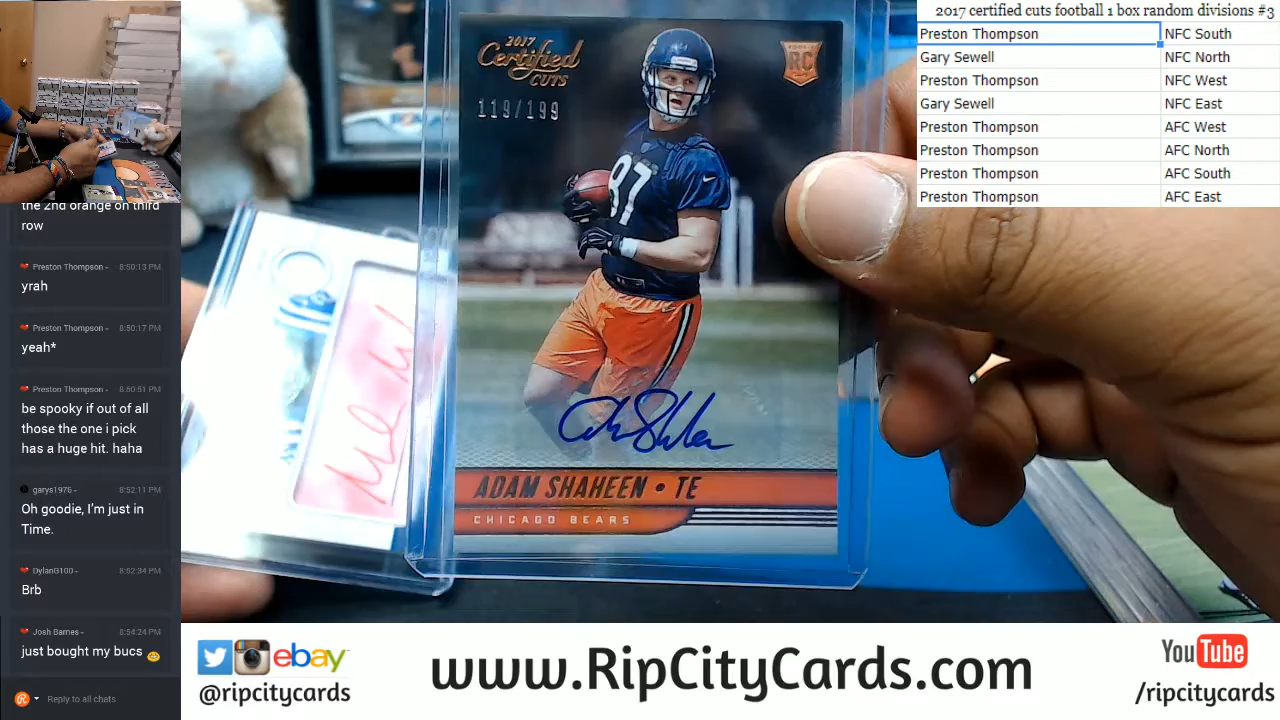 2017 certified cuts football 1 box random divisions #3
Preston Thompson NFC South
Gary Sewell NFC North
Preston Thompson NFC West
Gary Sewell NFC East
Preston Thompson AFC West
Preston Thompson AFC North
Preston Thompson AFC South
Preston Thompson AFC East
the 2nd orange on third
row
Preston Thompson - 8:50:13 PM
yrah
Preston Thompson - 8:50:17 PM
yeah*
Preston Thompson - 8:50:51 PM
be spooky if out of all
those the one i pick
has a huge hit. haha
garys1976 - 8:52:11 PM
Oh goodie, I'm just in
Time.
DylanG100 - 8:52:34 PM
Brb
Josh Barnes - 8:54:24 PM
just bought my bucs
Reply to all chats
2017
Certified
CUTS
119/199
RC
87
ADAM SHAHEEN • TE
CHICAGO BEARS
ebay
@ripcitycards
www.RipCityCards.com
YouTube
/ripcitycards